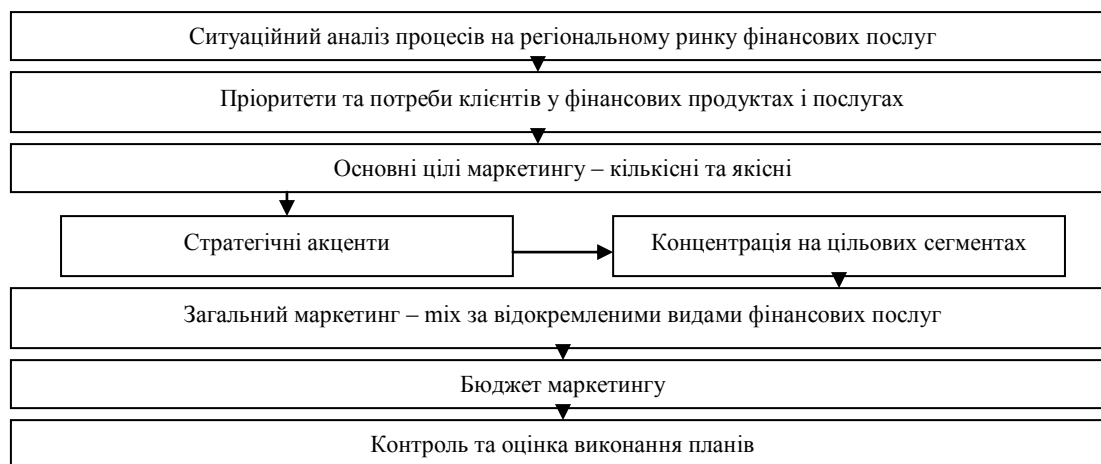 Ситуаційний аналіз процесів на регіональному ринку фінансових послуг
Пріоритети та потреби клієнтів у фінансових продуктах і послугах
Основні цілі маркетингу – кількісні та якісні
Стратегічні акценти
Концентрація на цільових сегментах
Загальний маркетинг – mix за відокремленими видами фінансових послуг
Бюджет маркетингу
Контроль та оцінка виконання планів